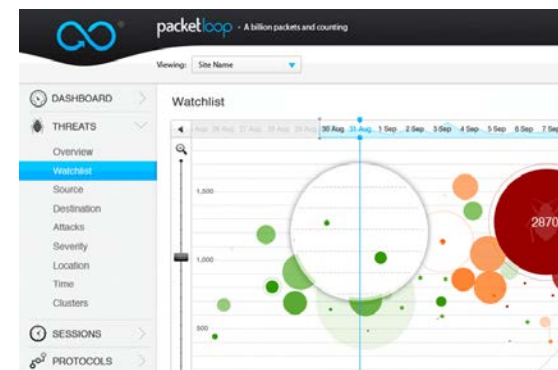 packetloop - A billion packets and counting
Viewing: Site Name
DASHBOARD
THREATS
Overview
Watchlist
Source
Destination
Attacks
Severity
Location
Time
Clusters
SESSIONS
PROTOCOLS
Watchlist
30 Aug 31 Aug 1 Sep 2 Sep 3 Sep 4 Sep 5 Sep 6 Sep 7 Sep
1,500
1,000
500
2870